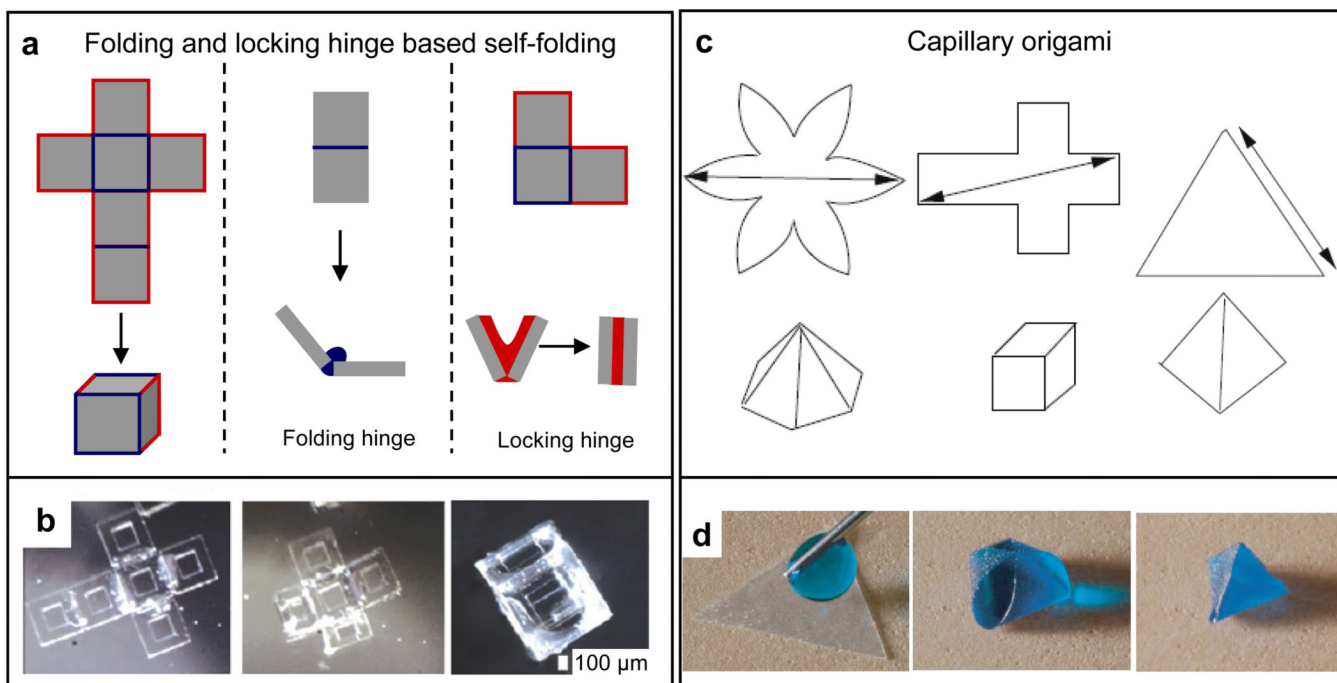 a
Folding and locking hinge based self-folding
Folding hinge
Locking hinge
b
100 μm
c
Capillary origami
d